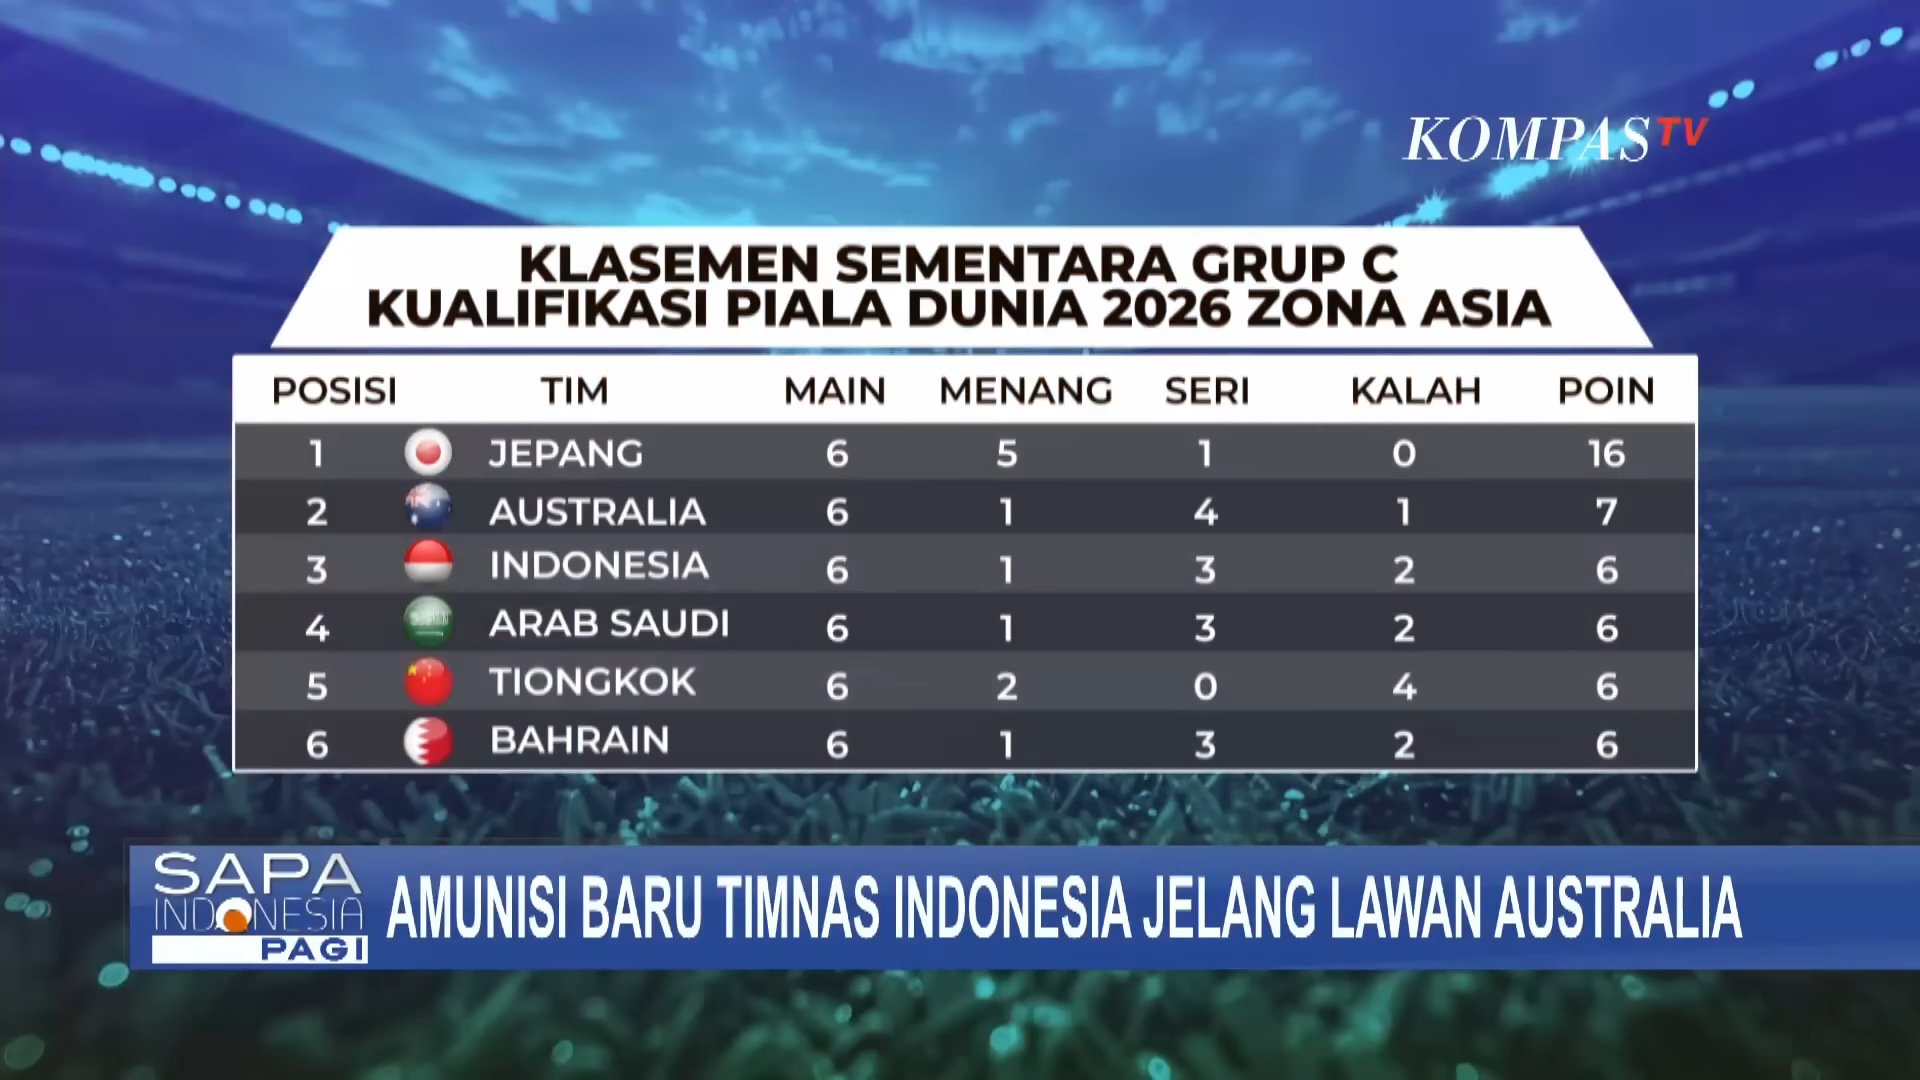 KOMPASTV
KLASEMEN SEMENTARA GRUP C
KUALIFIKASI PIALA DUNIA 2026 ZONA ASIA
POSISI TIM MAIN MENANG SERI KALAH POIN
1 JEPANG 6 5 1 0 16
2 AUSTRALIA 6 1 4 1 7
3 INDONESIA 6 1 3 2 6
4 ARAB SAUDI 6 1 3 2 6
5 TIONGKOK 6 2 0 4 6
6 BAHRAIN 6 1 3 2 6
SAPA
INDONESIA
PAGI
AMUNISI BARU TIMNAS INDONESIA JELANG LAWAN AUSTRALIA